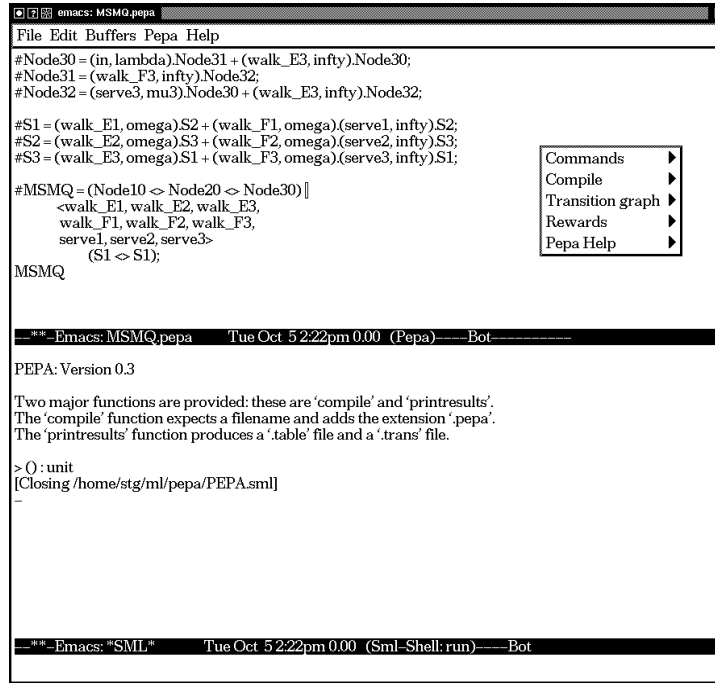 emacs: MSMQ.pepa
File Edit Buffers Pepa Help
#Node30 = (in, lambda).Node31 + (walk_E3, infty).Node30;
#Node31 = (walk_F3, infty).Node32;
#Node32 = (serve3, mu3).Node30 + (walk_E3, infty).Node32;
#S1 = (walk_E1, omega).S2 + (walk_F1, omega).(serve1, infty).S2;
#S2 = (walk_E2, omega).S3 + (walk_F2, omega).(serve2, infty).S3;
#S3 = (walk_E3, omega).S1 + (walk_F3, omega).(serve3, infty).S1;
#MSMQ = (Node10 <> Node20 <> Node30)
<walk_E1, walk_E2, walk_E3,
walk_F1, walk_F2, walk_F3,
serve1, serve2, serve3>
(S1 <> S1);
MSMQ
Commands
Compile
Transition graph
Rewards
Pepa Help
--**-Emacs: MSMQ.pepa Tue Oct 5 2:22pm 0.00 (Pepa)----Bot----------
PEPA: Version 0.3
Two major functions are provided: these are 'compile' and 'printresults'.
The 'compile' function expects a filename and adds the extension '.pepa'.
The 'printresults' function produces a '.table' file and a '.trans' file.
> () : unit
[Closing /home/stg/ml/pepa/PEPA.sml]
_
--**-Emacs: *SML* Tue Oct 5 2:22pm 0.00 (Sml-Shell: run)----Bot